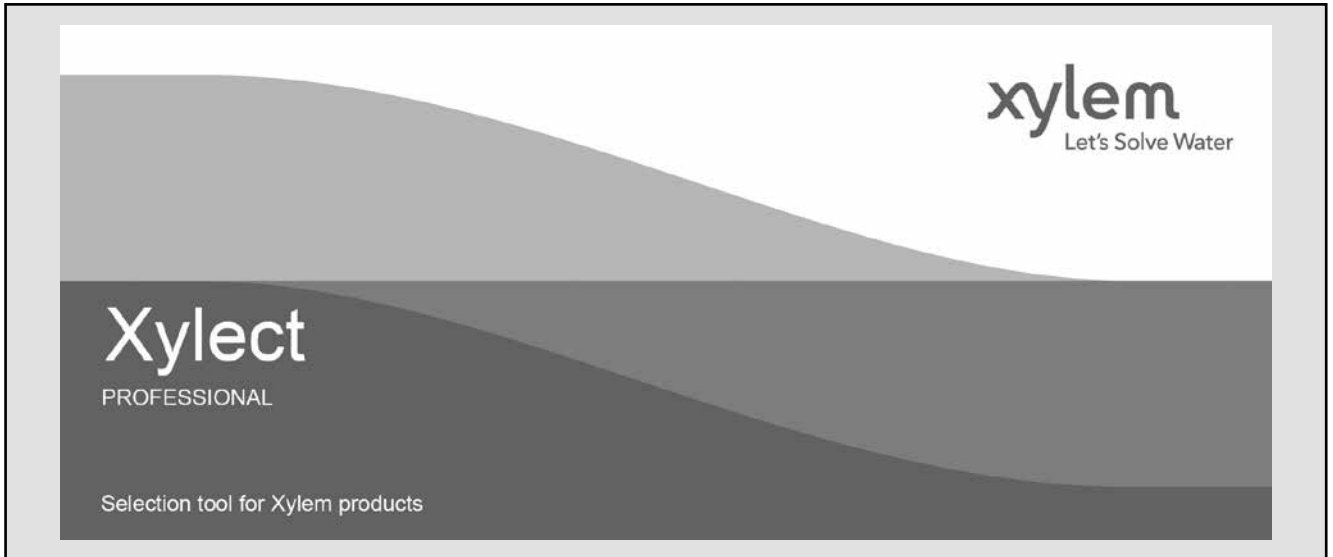 xylem
Let's Solve Water
Xylect
PROFESSIONAL
Selection tool for Xylem products